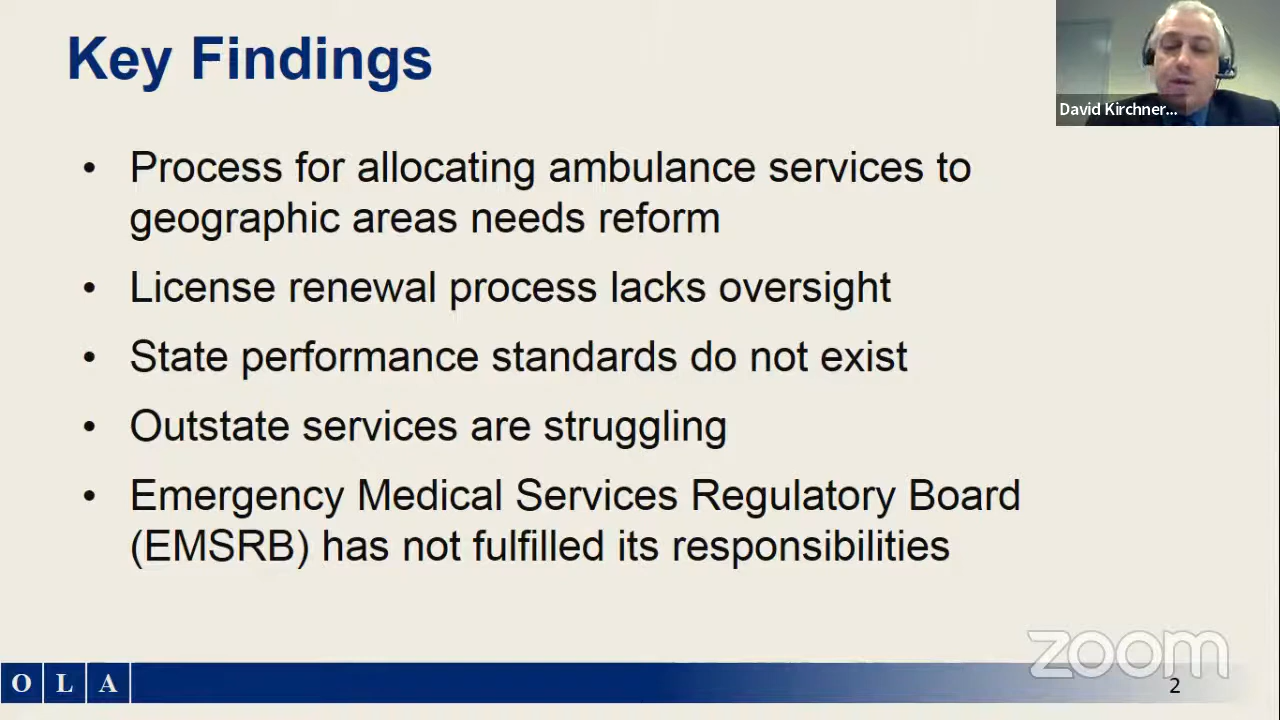 Key Findings
David Kirchner...
• Process for allocating ambulance services to
geographic areas needs reform
• License renewal process lacks oversight
• State performance standards do not exist
• Outstate services are struggling
• Emergency Medical Services Regulatory Board
(EMSRB) has not fulfilled its responsibilities
zoom
O L A
2